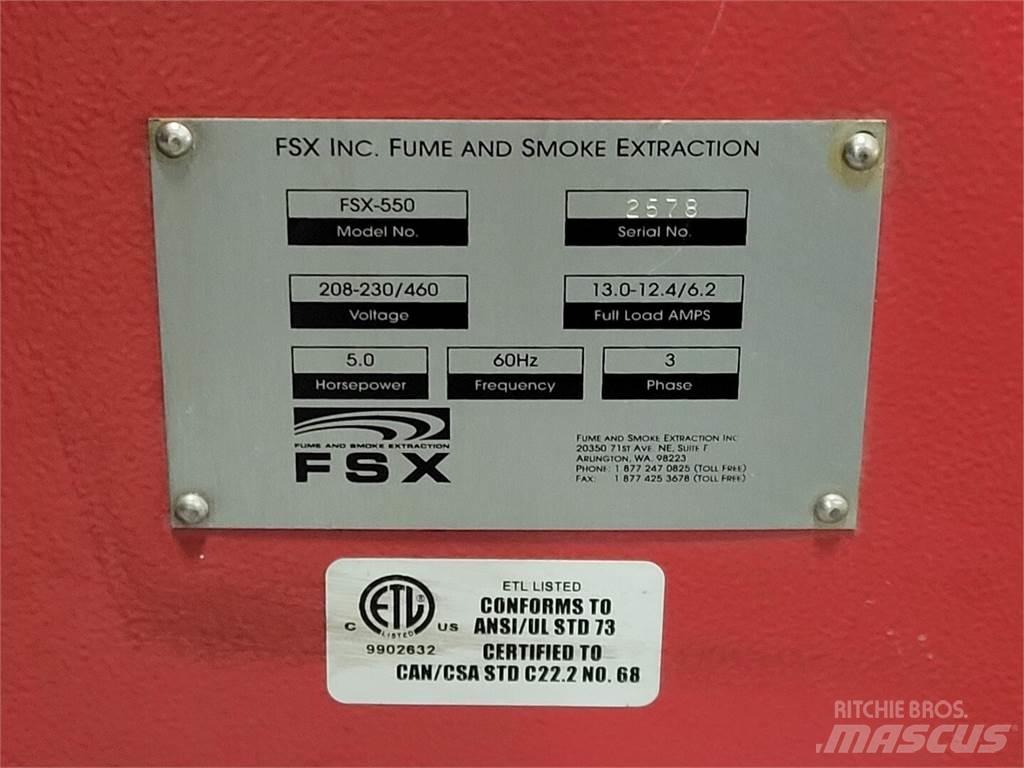 FSX INC. FUME AND SMOKE EXTRACTION
FSX-550
Model No.
2578
Serial No.
208-230/460
Voltage
13.0-12.4/6.2
Full Load AMPS
5.0
Horsepower
60Hz
Frequency
3
Phase
FUME AND SMOKE EXTRACTION
FSX
FUME AND SMOKE EXTRACTION INC
20350 71ST AVE. NE, SUITE F
ARLINGTON, WA. 98223
PHONE: 1 877 247 0825 (TOLL FREE)
FAX: 1 877 425 3678 (TOLL FREE)
ETL LISTED
CONFORMS TO
ANSI/UL STD 73
CERTIFIED TO
CAN/CSA STD C22.2 NO. 68
ETL
LISTED
C US
9902632
RITCHIE BROS.
MASCUS